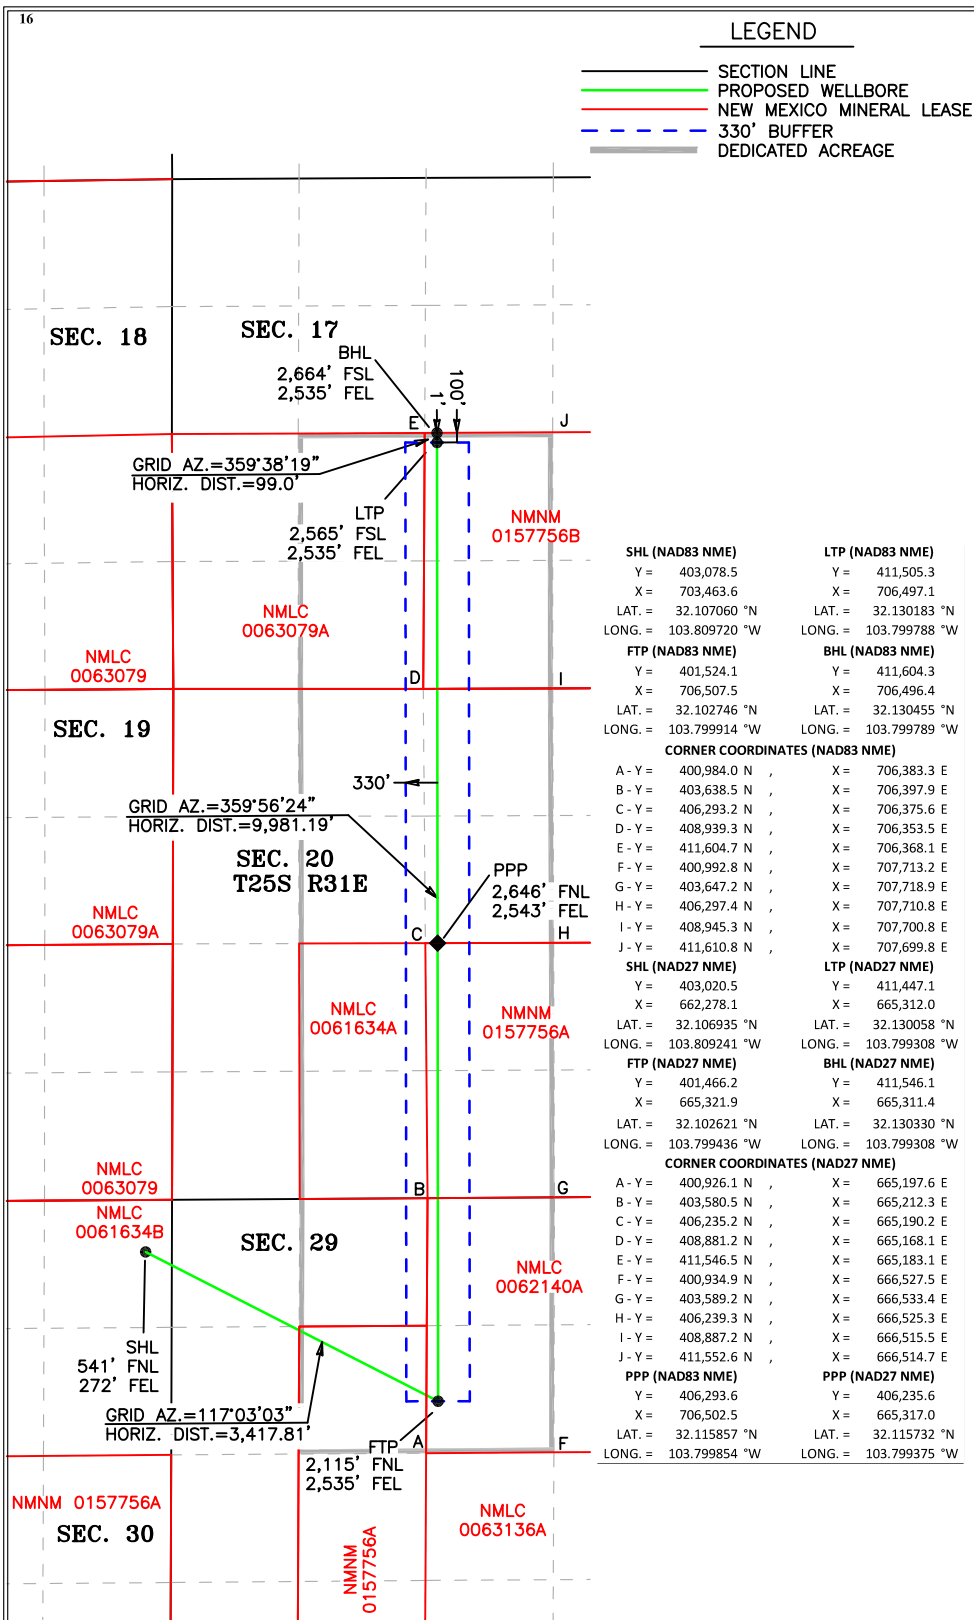 16
LEGEND
SECTION LINE
PROPOSED WELLBORE
NEW MEXICO MINERAL LEASE
330' BUFFER
DEDICATED ACREAGE
SEC. 18
SEC. 17
BHL
2,664' FSL
2,535' FEL
1'
100'
E
J
GRID AZ.=359°38'19"
HORIZ. DIST.=99.0'
LTP
2,565' FSL
2,535' FEL
NMNM
0157756B
NMLC
0063079A
NMLC
0063079
D
I
SEC. 19
330'
GRID AZ.=359°56'24"
HORIZ. DIST.=9,981.19'
SEC. 20
T25S R31E
PPP
2,646' FNL
2,543' FEL
NMLC
0063079A
C
H
NMLC
0061634A
NMNM
0157756A
NMLC
0063079
B
G
NMLC
0061634B
SEC. 29
NMLC
0062140A
SHL
541' FNL
272' FEL
GRID AZ.=117°03'03"
HORIZ. DIST.=3,417.81'
FTP
2,115' FNL
2,535' FEL
A
F
NMNM 0157756A
SEC. 30
NMNM
0157756A
NMLC
0063136A
SHL (NAD83 NME) LTP (NAD83 NME)
Y = 403,078.5 Y = 411,505.3
X = 703,463.6 X = 706,497.1
LAT. = 32.107060 °N LAT. = 32.130183 °N
LONG. = 103.809720 °W LONG. = 103.799788 °W
FTP (NAD83 NME) BHL (NAD83 NME)
Y = 401,524.1 Y = 411,604.3
X = 706,507.5 X = 706,496.4
LAT. = 32.102746 °N LAT. = 32.130455 °N
LONG. = 103.799914 °W LONG. = 103.799789 °W
CORNER COORDINATES (NAD83 NME)
A - Y = 400,984.0 N , X = 706,383.3 E
B - Y = 403,638.5 N , X = 706,397.9 E
C - Y = 406,293.2 N , X = 706,375.6 E
D - Y = 408,939.3 N , X = 706,353.5 E
E - Y = 411,604.7 N , X = 706,368.1 E
F - Y = 400,992.8 N , X = 707,713.2 E
G - Y = 403,647.2 N , X = 707,718.9 E
H - Y = 406,297.4 N , X = 707,710.8 E
I - Y = 408,945.3 N , X = 707,700.8 E
J - Y = 411,610.8 N , X = 707,699.8 E
SHL (NAD27 NME) LTP (NAD27 NME)
Y = 403,020.5 Y = 411,447.1
X = 662,278.1 X = 665,312.0
LAT. = 32.106935 °N LAT. = 32.130058 °N
LONG. = 103.809241 °W LONG. = 103.799308 °W
FTP (NAD27 NME) BHL (NAD27 NME)
Y = 401,466.2 Y = 411,546.1
X = 665,321.9 X = 665,311.4
LAT. = 32.102621 °N LAT. = 32.130330 °N
LONG. = 103.799436 °W LONG. = 103.799308 °W
CORNER COORDINATES (NAD27 NME)
A - Y = 400,926.1 N , X = 665,197.6 E
B - Y = 403,580.5 N , X = 665,212.3 E
C - Y = 406,235.2 N , X = 665,190.2 E
D - Y = 408,881.2 N , X = 665,168.1 E
E - Y = 411,546.5 N , X = 665,183.1 E
F - Y = 400,934.9 N , X = 666,527.5 E
G - Y = 403,589.2 N , X = 666,533.4 E
H - Y = 406,239.3 N , X = 666,525.3 E
I - Y = 408,887.2 N , X = 666,515.5 E
J - Y = 411,552.6 N , X = 666,514.7 E
PPP (NAD83 NME) PPP (NAD27 NME)
Y = 406,293.6 Y = 406,235.6
X = 706,502.5 X = 665,317.0
LAT. = 32.115857 °N LAT. = 32.115732 °N
LONG. = 103.799854 °W LONG. = 103.799375 °W